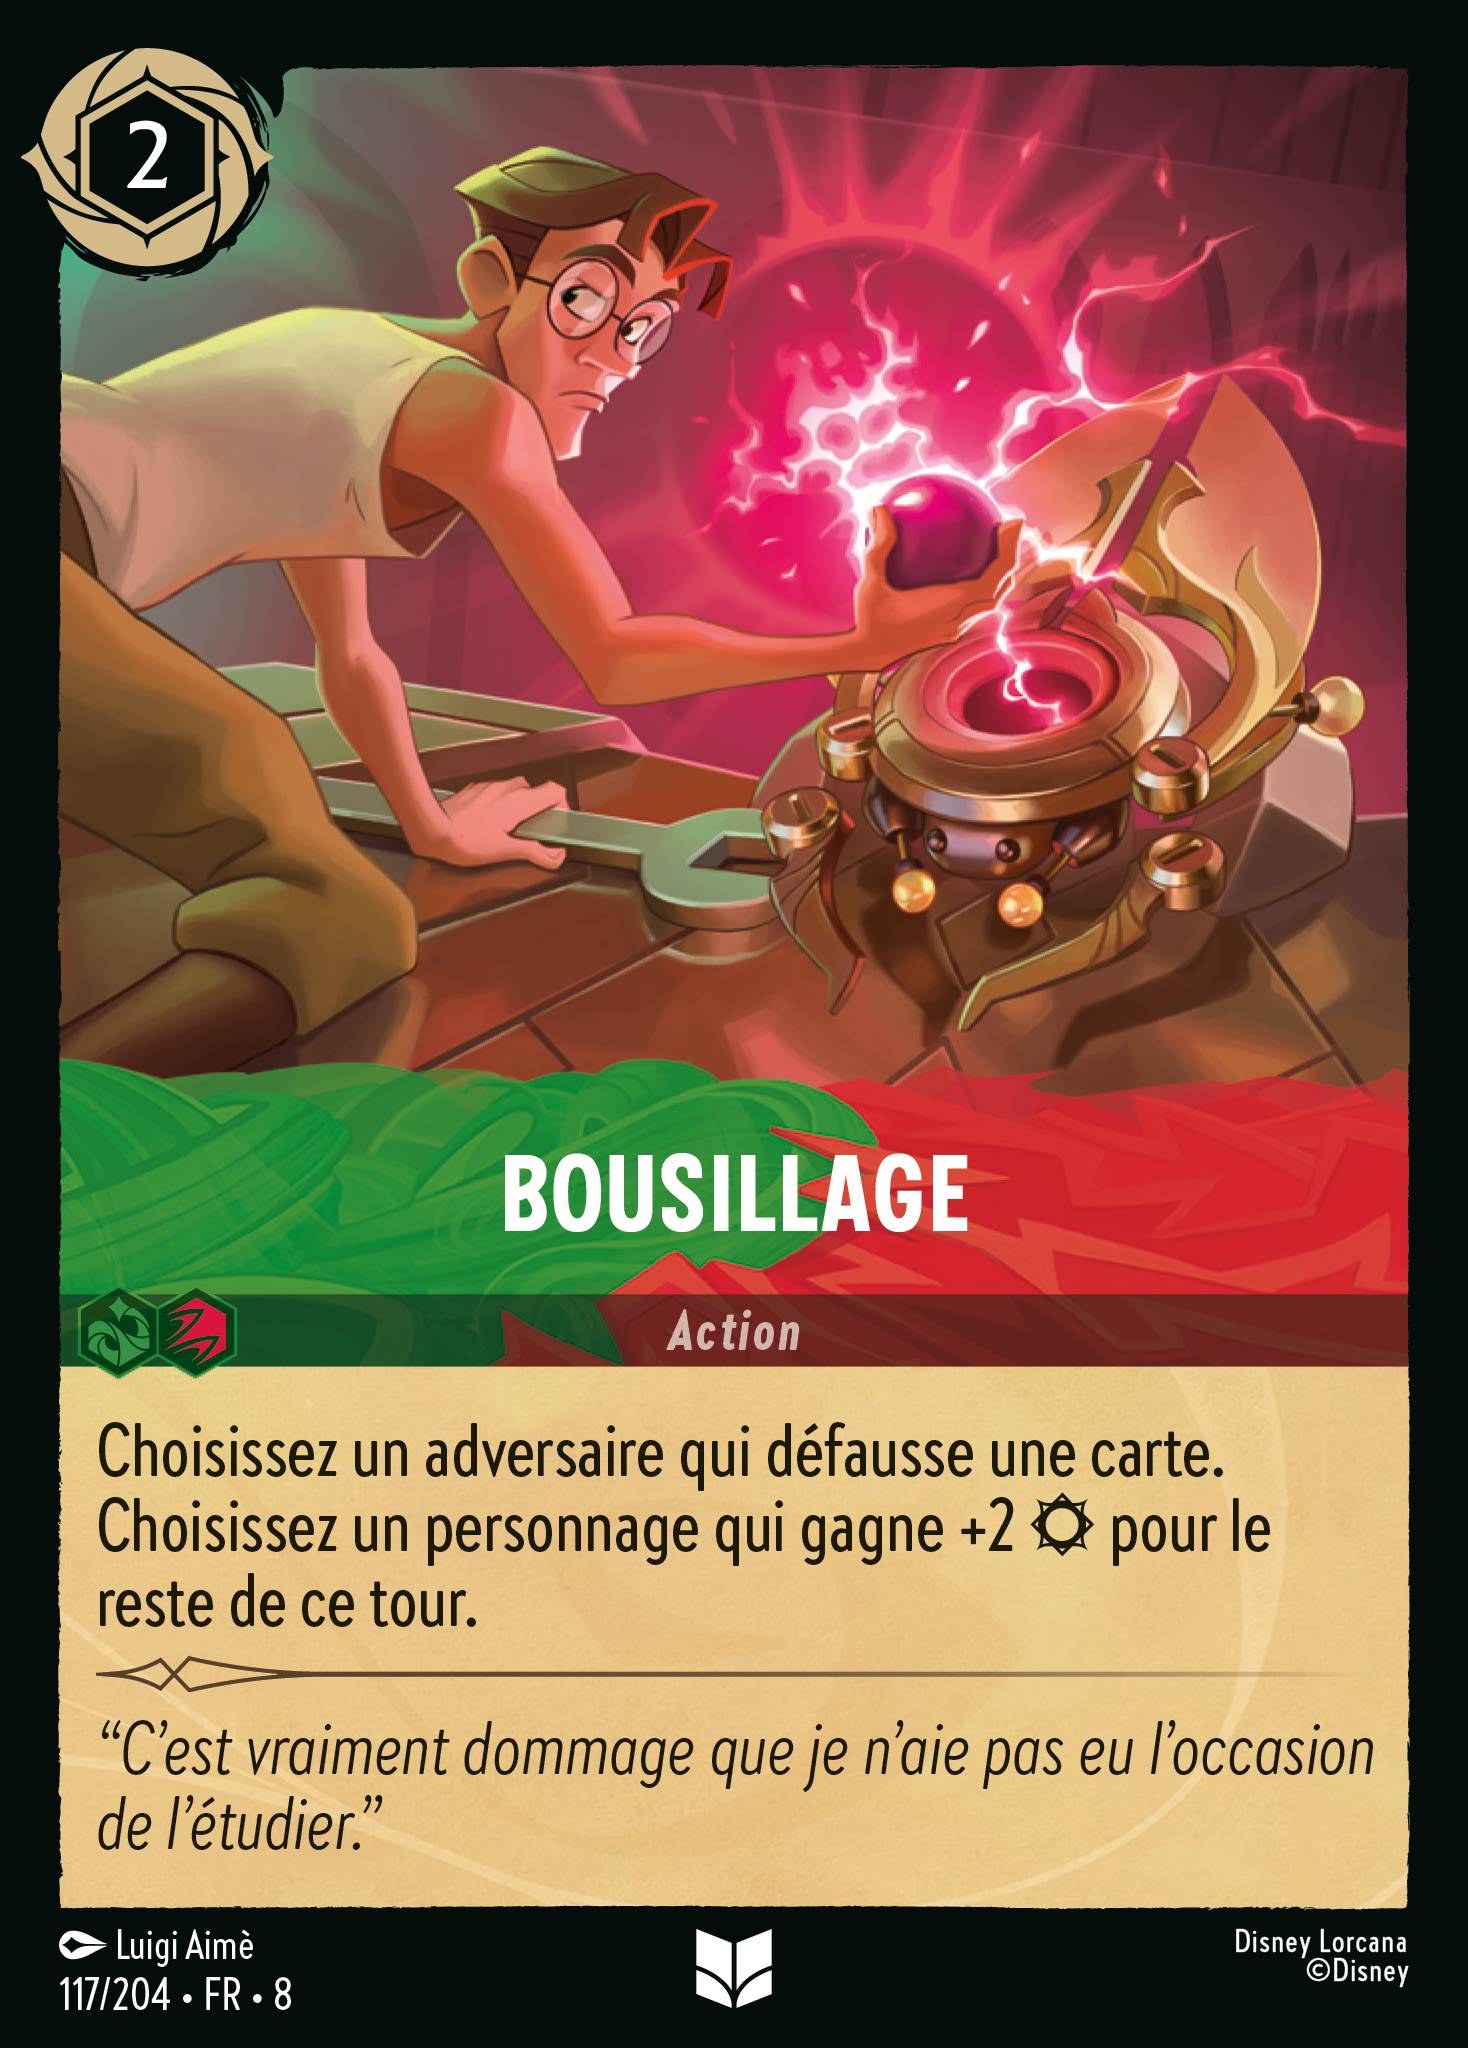 2
BOUSILLAGE
Action
Choisissez un adversaire qui défausse une carte.
Choisissez un personnage qui gagne +2 pour le
reste de ce tour.
“C’est vraiment dommage que je n’aie pas eu l’occasion
de l’étudier.”
Luigi Aimè
117/204 • FR • 8
Disney Lorcana
©Disney